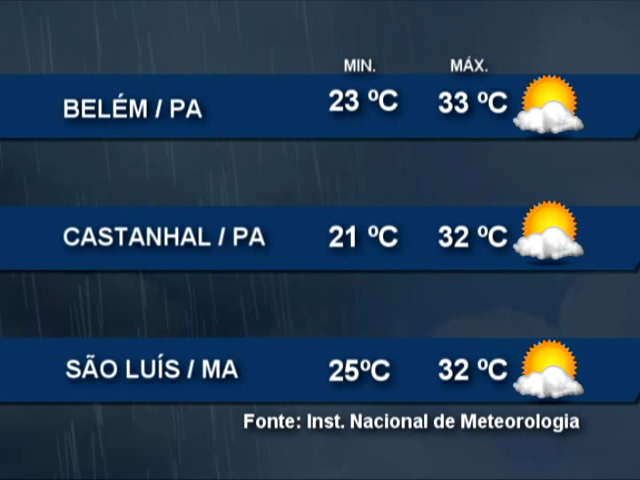 MIN. MÁX.
BELÉM / PA 23 ºC 33 ºC
CASTANHAL / PA 21 ºC 32 ºC
SÃO LUÍS / MA 25ºC 32 ºC
Fonte: Inst. Nacional de Meteorologia